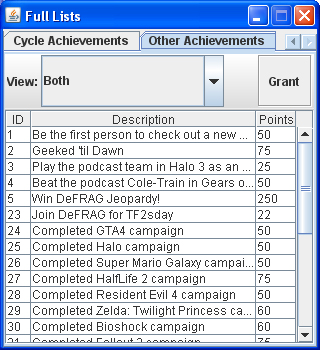 Full Lists
Cycle Achievements Other Achievements
View: Both Grant
ID Description Points
1 Be the first person to check out a new ... 50
2 Geeked 'til Dawn 75
3 Play the podcast team in Halo 3 as an ... 25
4 Beat the podcast Cole-Train in Gears o... 50
5 Win DeFRAG Jeopardy! 250
23 Join DeFRAG for TF2sday 22
24 Completed GTA4 campaign 50
25 Completed Halo campaign 50
26 Completed Super Mario Galaxy campai... 50
27 Completed HalfLife 2 campaign 75
28 Completed Resident Evil 4 campaign 50
29 Completed Zelda: Twilight Princess ca... 60
30 Completed Bioshock campaign 60
31 Completed Fallout 3 campaign 75